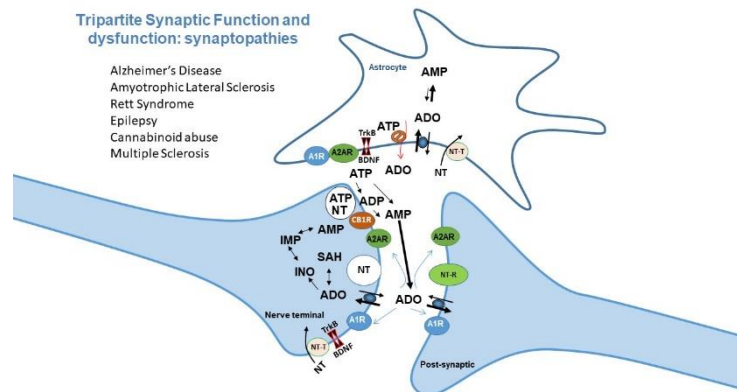 Tripartite Synaptic Function and
dysfunction: synaptopathies
Alzheimer's Disease
Amyotrophic Lateral Sclerosis
Rett Syndrome
Epilepsy
Cannabinoid abuse
Multiple Sclerosis
Astrocyte
AMP
ADO
ATP
TrkB
A1R
A2AR
BDNF
ADO
NT-T
NT
ATP
ATP
NT
ADP
CB1R
AMP
AMP
A2AR
A2AR
IMP
SAH
NT
NT-R
INO
ADO
ADO
Nerve teminal
A1R
A1R
TrkB
NT-T
BDNF
NT
Post-synaptic